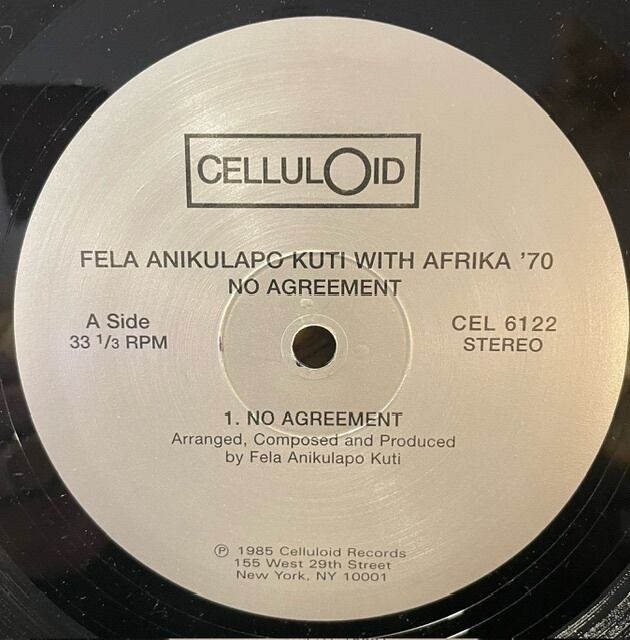 CELLULOID
FELA ANIKULAPO KUTI WITH AFRIKA '70
NO AGREEMENT
A Side
33 1/3 RPM
CEL 6122
STEREO
1. NO AGREEMENT
Arranged, Composed and Produced
by Fela Anikulapo Kuti
℗ 1985 Celluloid Records
155 West 29th Street
New York, NY 10001